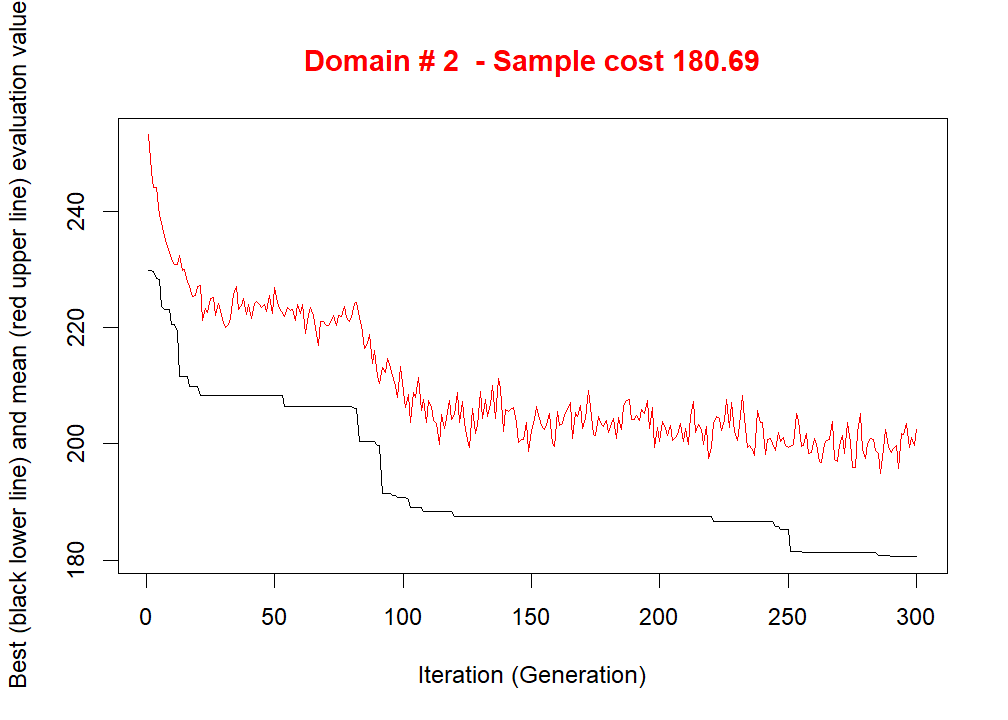 Domain # 2  - Sample cost 180.69
Best (black lower line) and mean (red upper line) evaluation value
240
220
200
180
0 50 100 150 200 250 300
Iteration (Generation)